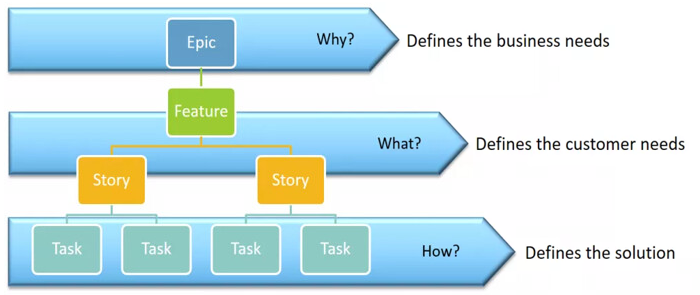 Epic
Why?
Defines the business needs
Feature
What?
Defines the customer needs
Story
Story
Task
Task
Task
Task
How?
Defines the solution